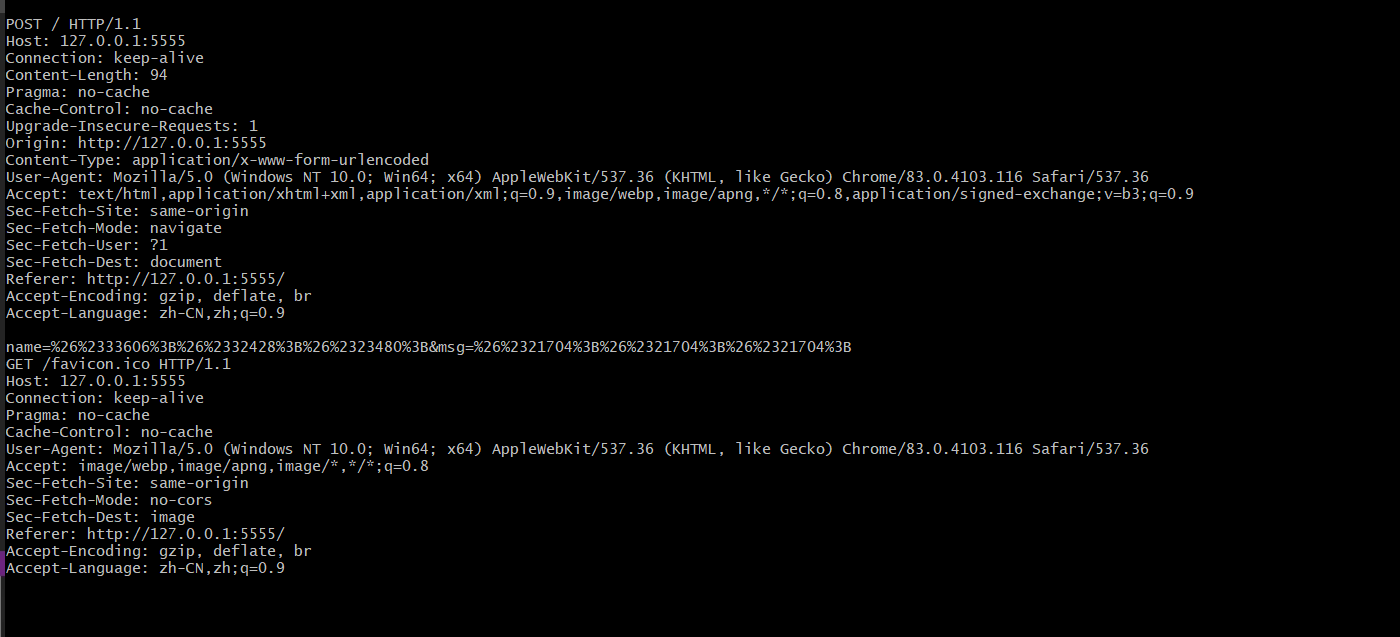 POST / HTTP/1.1
Host: 127.0.0.1:5555
Connection: keep-alive
Content-Length: 94
Pragma: no-cache
Cache-Control: no-cache
Upgrade-Insecure-Requests: 1
Origin: http://127.0.0.1:5555
Content-Type: application/x-www-form-urlencoded
User-Agent: Mozilla/5.0 (Windows NT 10.0; Win64; x64) AppleWebKit/537.36 (KHTML, like Gecko) Chrome/83.0.4103.116 Safari/537.36
Accept: text/html,application/xhtml+xml,application/xml;q=0.9,image/webp,image/apng,*/*;q=0.8,application/signed-exchange;v=b3;q=0.9
Sec-Fetch-Site: same-origin
Sec-Fetch-Mode: navigate
Sec-Fetch-User: ?1
Sec-Fetch-Dest: document
Referer: http://127.0.0.1:5555/
Accept-Encoding: gzip, deflate, br
Accept-Language: zh-CN,zh;q=0.9

name=%26%2333606%3B%26%2332428%3B%26%2323480%3B&msg=%26%2321704%3B%26%2321704%3B%26%2321704%3B
GET /favicon.ico HTTP/1.1
Host: 127.0.0.1:5555
Connection: keep-alive
Pragma: no-cache
Cache-Control: no-cache
User-Agent: Mozilla/5.0 (Windows NT 10.0; Win64; x64) AppleWebKit/537.36 (KHTML, like Gecko) Chrome/83.0.4103.116 Safari/537.36
Accept: image/webp,image/apng,image/*,*/*;q=0.8
Sec-Fetch-Site: same-origin
Sec-Fetch-Mode: no-cors
Sec-Fetch-Dest: image
Referer: http://127.0.0.1:5555/
Accept-Encoding: gzip, deflate, br
Accept-Language: zh-CN,zh;q=0.9